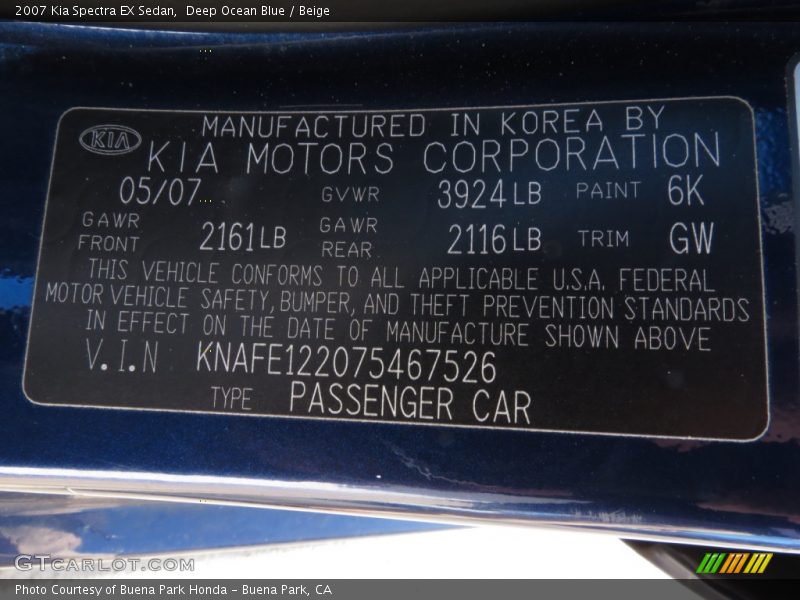 2007 Kia Spectra EX Sedan, Deep Ocean Blue / Beige
KIA
MANUFACTURED IN KOREA BY
KIA MOTORS CORPORATION
05/07 GVWR 3924LB PAINT 6K
GAWR FRONT 2161LB GAWR REAR 2116LB TRIM GW
THIS VEHICLE CONFORMS TO ALL APPLICABLE U.S.A. FEDERAL
MOTOR VEHICLE SAFETY, BUMPER, AND THEFT PREVENTION STANDARDS
IN EFFECT ON THE DATE OF MANUFACTURE SHOWN ABOVE
V.I.N KNAFE122075467526
TYPE PASSENGER CAR
GTCARLOT.COM
Photo Courtesy of Buena Park Honda - Buena Park, CA